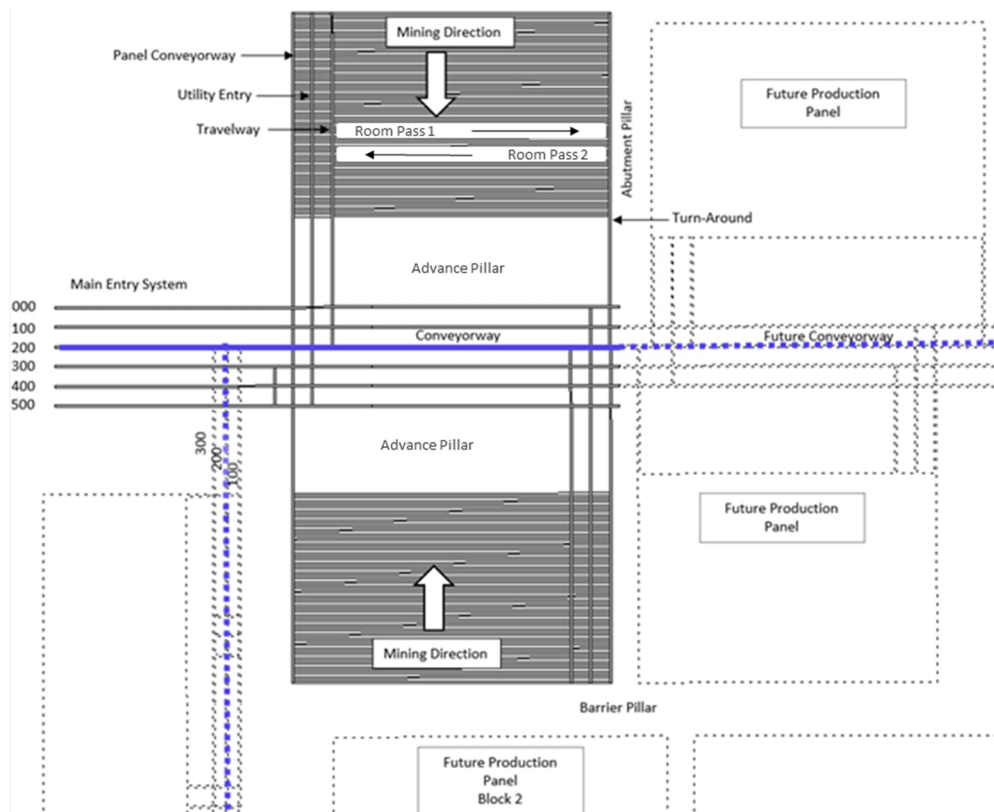 Mining Direction
Panel Conveyorway
Utility Entry
Travelway
Room Pass 1
Room Pass 2
Abutment Pillar
Future Production
Panel
Turn-Around
Advance Pillar
Main Entry System
000
100
200
300
400
500
Conveyorway
Future Conveyorway
300
200
100
Advance Pillar
Future Production
Panel
Mining Direction
Barrier Pillar
Future Production
Panel
Block 2